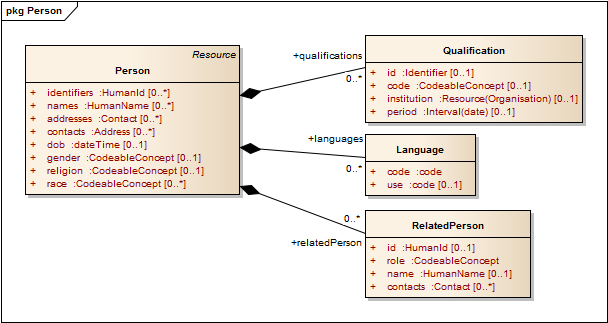 pkg Person
Resource
Person
+ identifiers :HumanId [0..*]
+ names :HumanName [0..*]
+ addresses :Contact [0..*]
+ contacts :Address [0..*]
+ dob :dateTime [0..1]
+ gender :CodeableConcept [0..1]
+ religion :CodeableConcept [0..1]
+ race :CodeableConcept [0..*]
+qualifications
0..*
Qualification
+ id :Identifier [0..1]
+ code :CodeableConcept [0..1]
+ institution :Resource(Organisation) [0..1]
+ period :Interval(date) [0..1]
+languages
0..*
Language
+ code :code
+ use :code [0..1]
0..*
+relatedPerson
RelatedPerson
+ id :HumanId [0..1]
+ role :CodeableConcept
+ name :HumanName [0..1]
+ contacts :Contact [0..*]